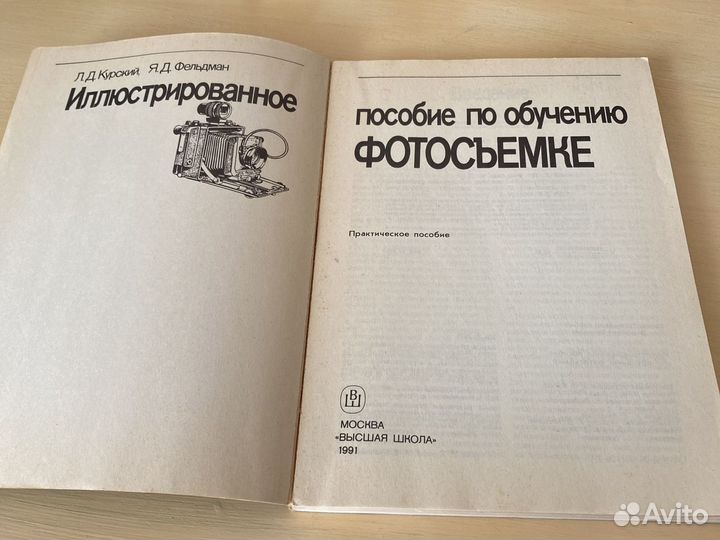 Л.Д.Курский, Я.Д.Фельдман
Иллюстрированное
пособие по обучению
ФОТОСЪЕМКЕ
Практическое пособие
ВШ
МОСКВА
«ВЫСШАЯ ШКОЛА»
1991
Avito